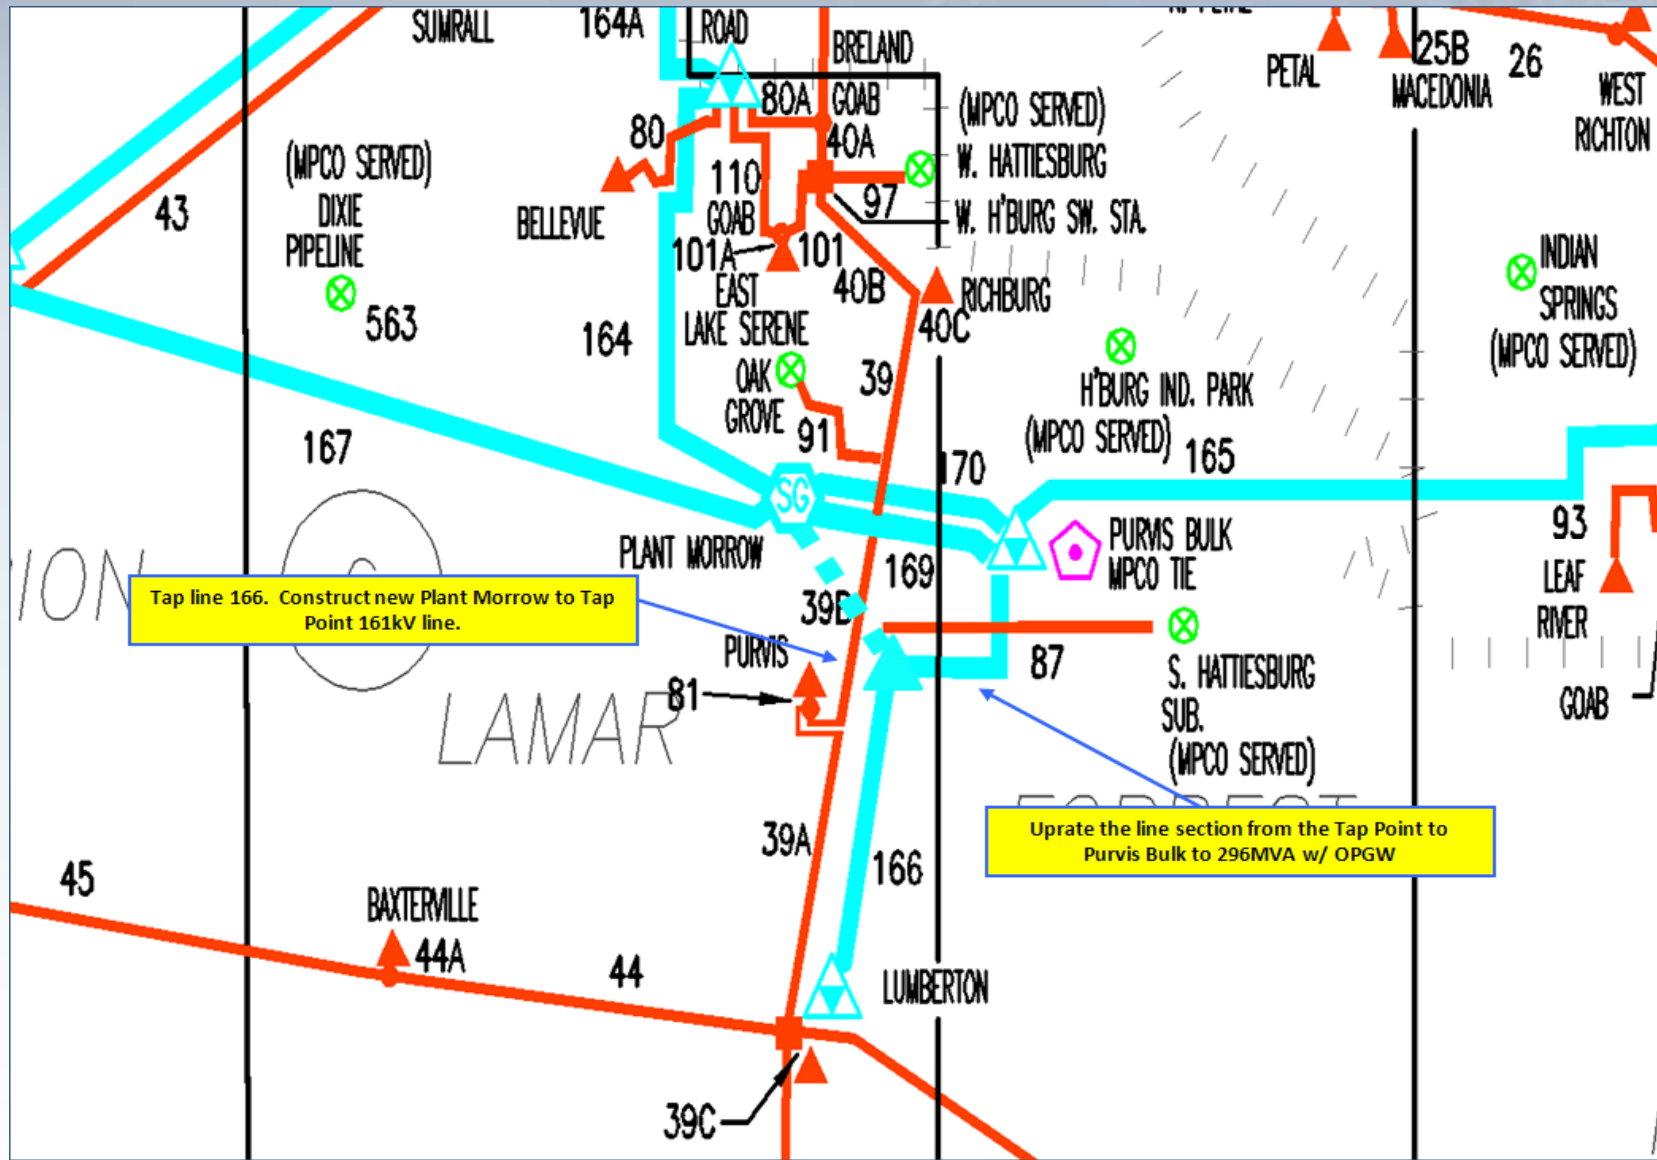 SUMRALL
164A
ROAD
BRELAND
PETAL
25B
MACEDONIA
26
WEST
RICHTON
80A
GOAB
40A
80
(MPCO SERVED)
W. HATTIESBURG
W. H'BURG SW. STA.
97
110
GOAB
101A
101
EAST
LAKE SERENE
BELLEVUE
43
(MPCO SERVED)
DIXIE
PIPELINE
563
164
40B
RICHBURG
40C
INDIAN
SPRINGS
(MPCO SERVED)
OAK
GROVE
39
91
H'BURG IND. PARK
(MPCO SERVED)
167
170
165
SG
PLANT MORROW
169
PURVIS BULK
MPCO TIE
93
LEAF
RIVER
GOAB
ION
Tap line 166. Construct new Plant Morrow to Tap
Point 161kV line.
39B
PURVIS
81
87
S. HATTIESBURG
SUB.
(MPCO SERVED)
LAMAR
FORREST
Uprate the line section from the Tap Point to
Purvis Bulk to 296MVA w/ OPGW
39A
166
45
BAXTERVILLE
44A
44
LUMBERTON
39C